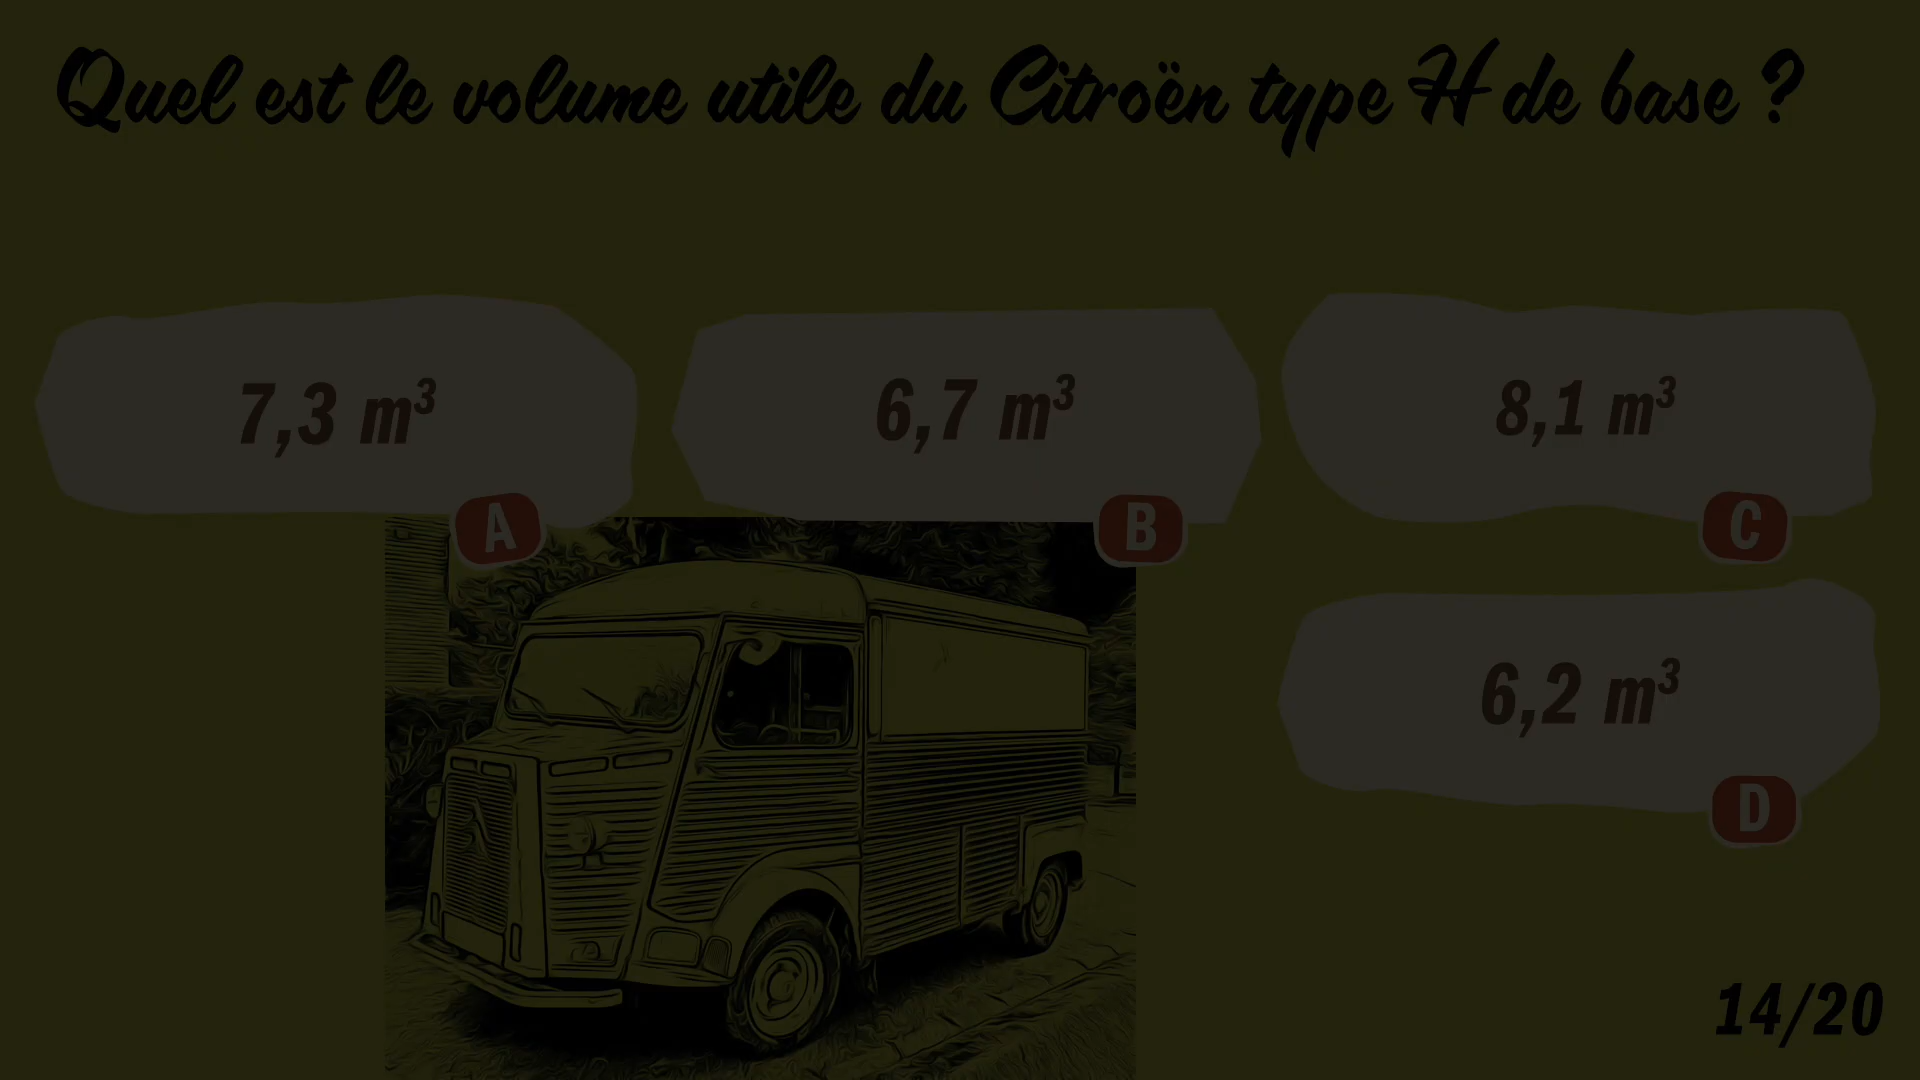 Quel est le volume utile du Citroën type H de base ?
7,3 m³
A
6,7 m³
B
8,1 m³
C
6,2 m³
D
14/20